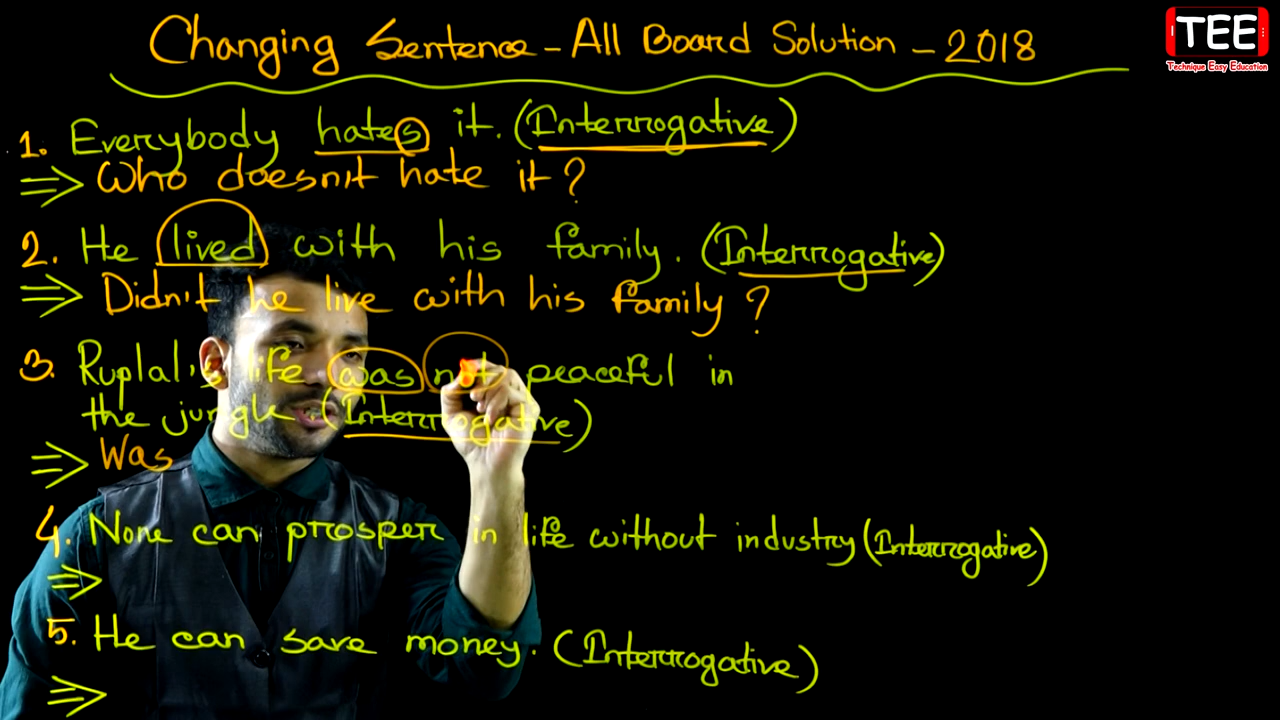 Changing Sentence - All Board Solution - 2018
TEE
Technique Easy Education
1. Everybody hates it. (Interrogative)
⇒ Who doesn't hate it?
2. He lived with his family. (Interrogative)
⇒ Didn't he live with his family?
3. Ruplal's life was not peaceful in
the jungle. (Interrogative)
⇒ Was
4. None can prosper in life without industry (Interrogative)
⇒
5. He can save money. (Interrogative)
⇒